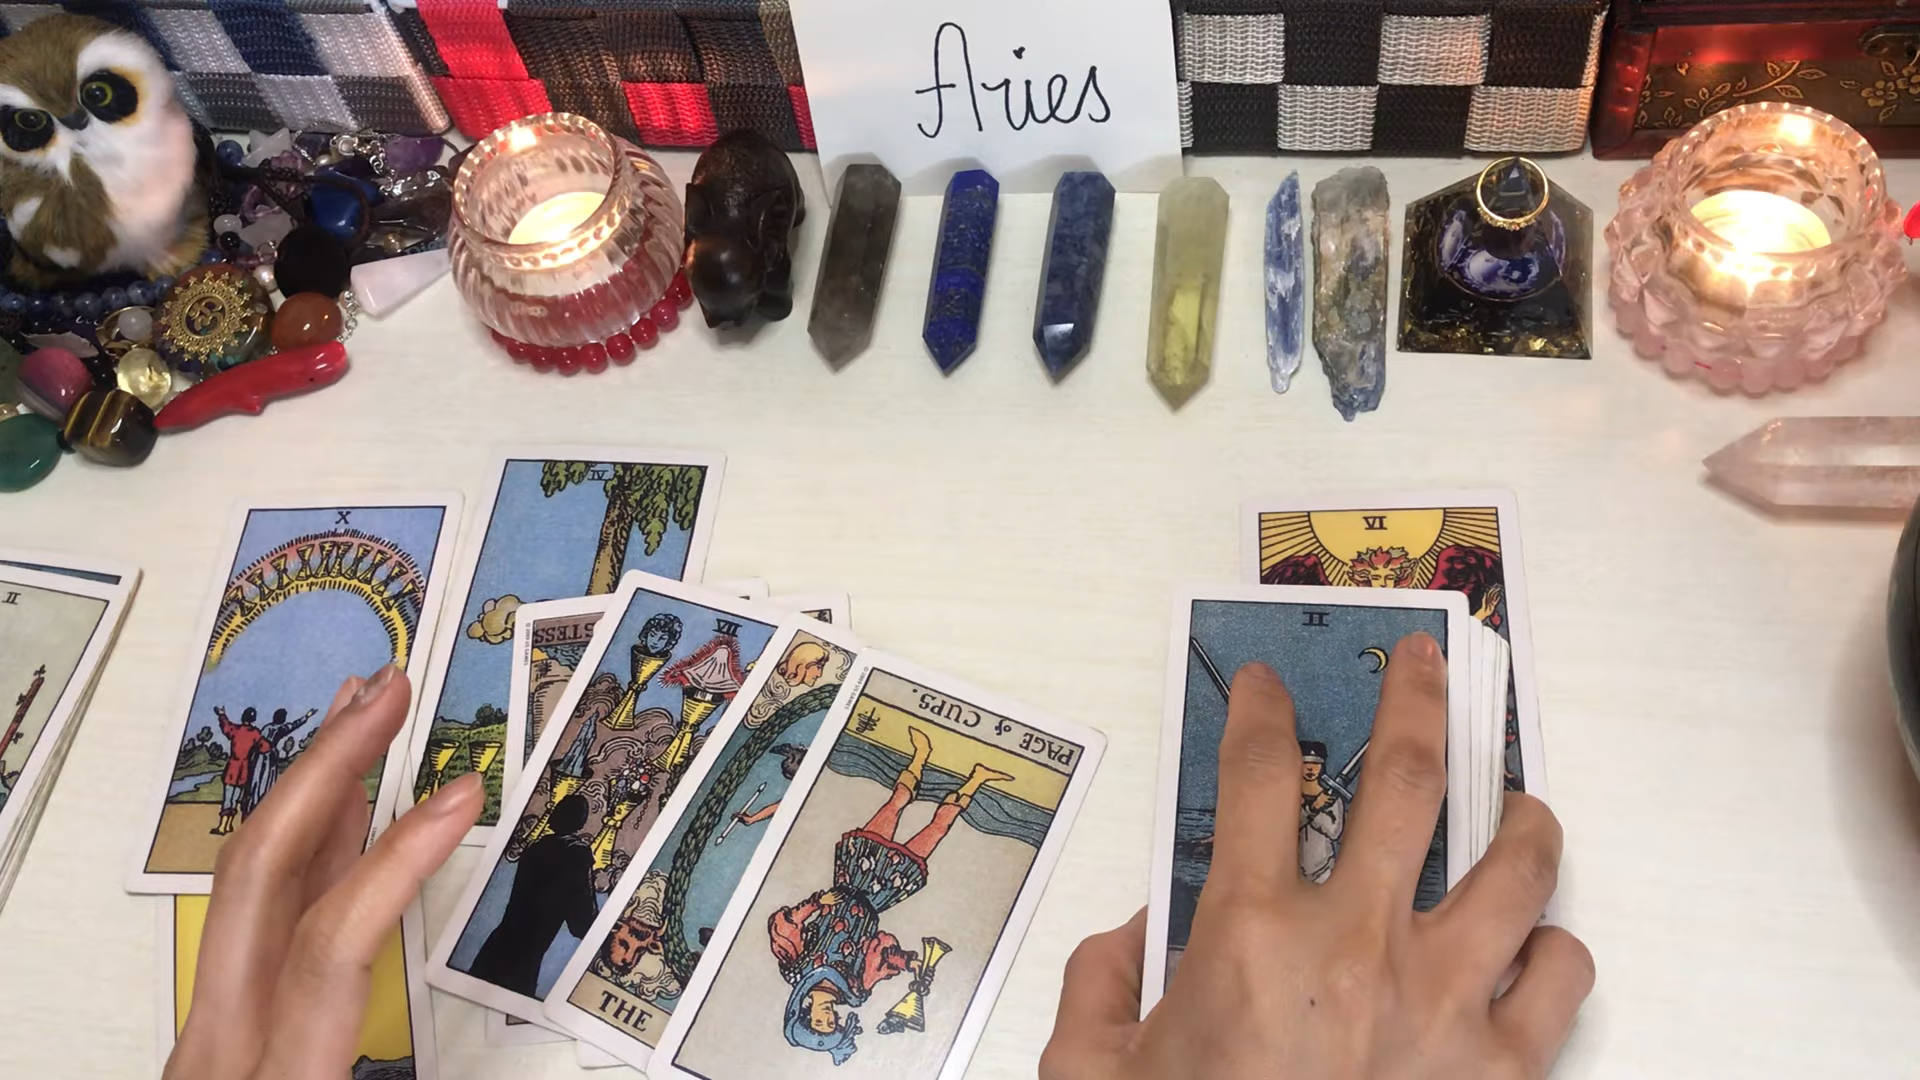 Aries
X
IV
VI
II
II
VII
STESS
PAGE of CUPS.
THE